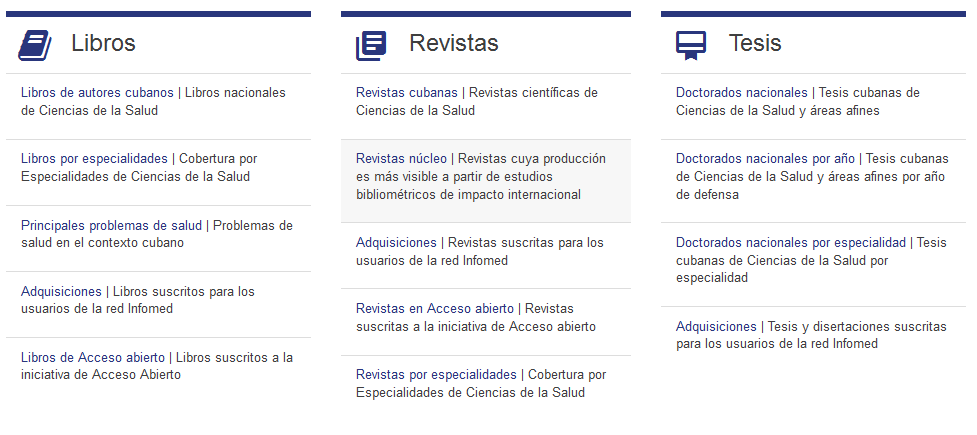 Libros
Libros de autores cubanos | Libros nacionales
de Ciencias de la Salud
Libros por especialidades | Cobertura por
Especialidades de Ciencias de la Salud
Principales problemas de salud | Problemas
de salud en el contexto cubano
Adquisiciones | Libros suscritos para los
usuarios de la red Infomed
Libros de Acceso abierto | Libros suscritos a la
iniciativa de Acceso Abierto
Revistas
Revistas cubanas | Revistas científicas de
Ciencias de la Salud
Revistas núcleo | Revistas cuya producción
es más visible a partir de estudios
bibliométricos de impacto internacional
Adquisiciones | Revistas suscritas para los
usuarios de la red Infomed
Revistas en Acceso abierto | Revistas
suscritas a la iniciativa de Acceso abierto
Revistas por especialidades | Cobertura por
Especialidades de Ciencias de la Salud
Tesis
Doctorados nacionales | Tesis cubanas de
Ciencias de la Salud y áreas afines
Doctorados nacionales por año | Tesis cubanas
de Ciencias de la Salud y áreas afines por año
de defensa
Doctorados nacionales por especialidad | Tesis
cubanas de Ciencias de la Salud por
especialidad
Adquisiciones | Tesis y disertaciones suscritas
para los usuarios de la red Infomed